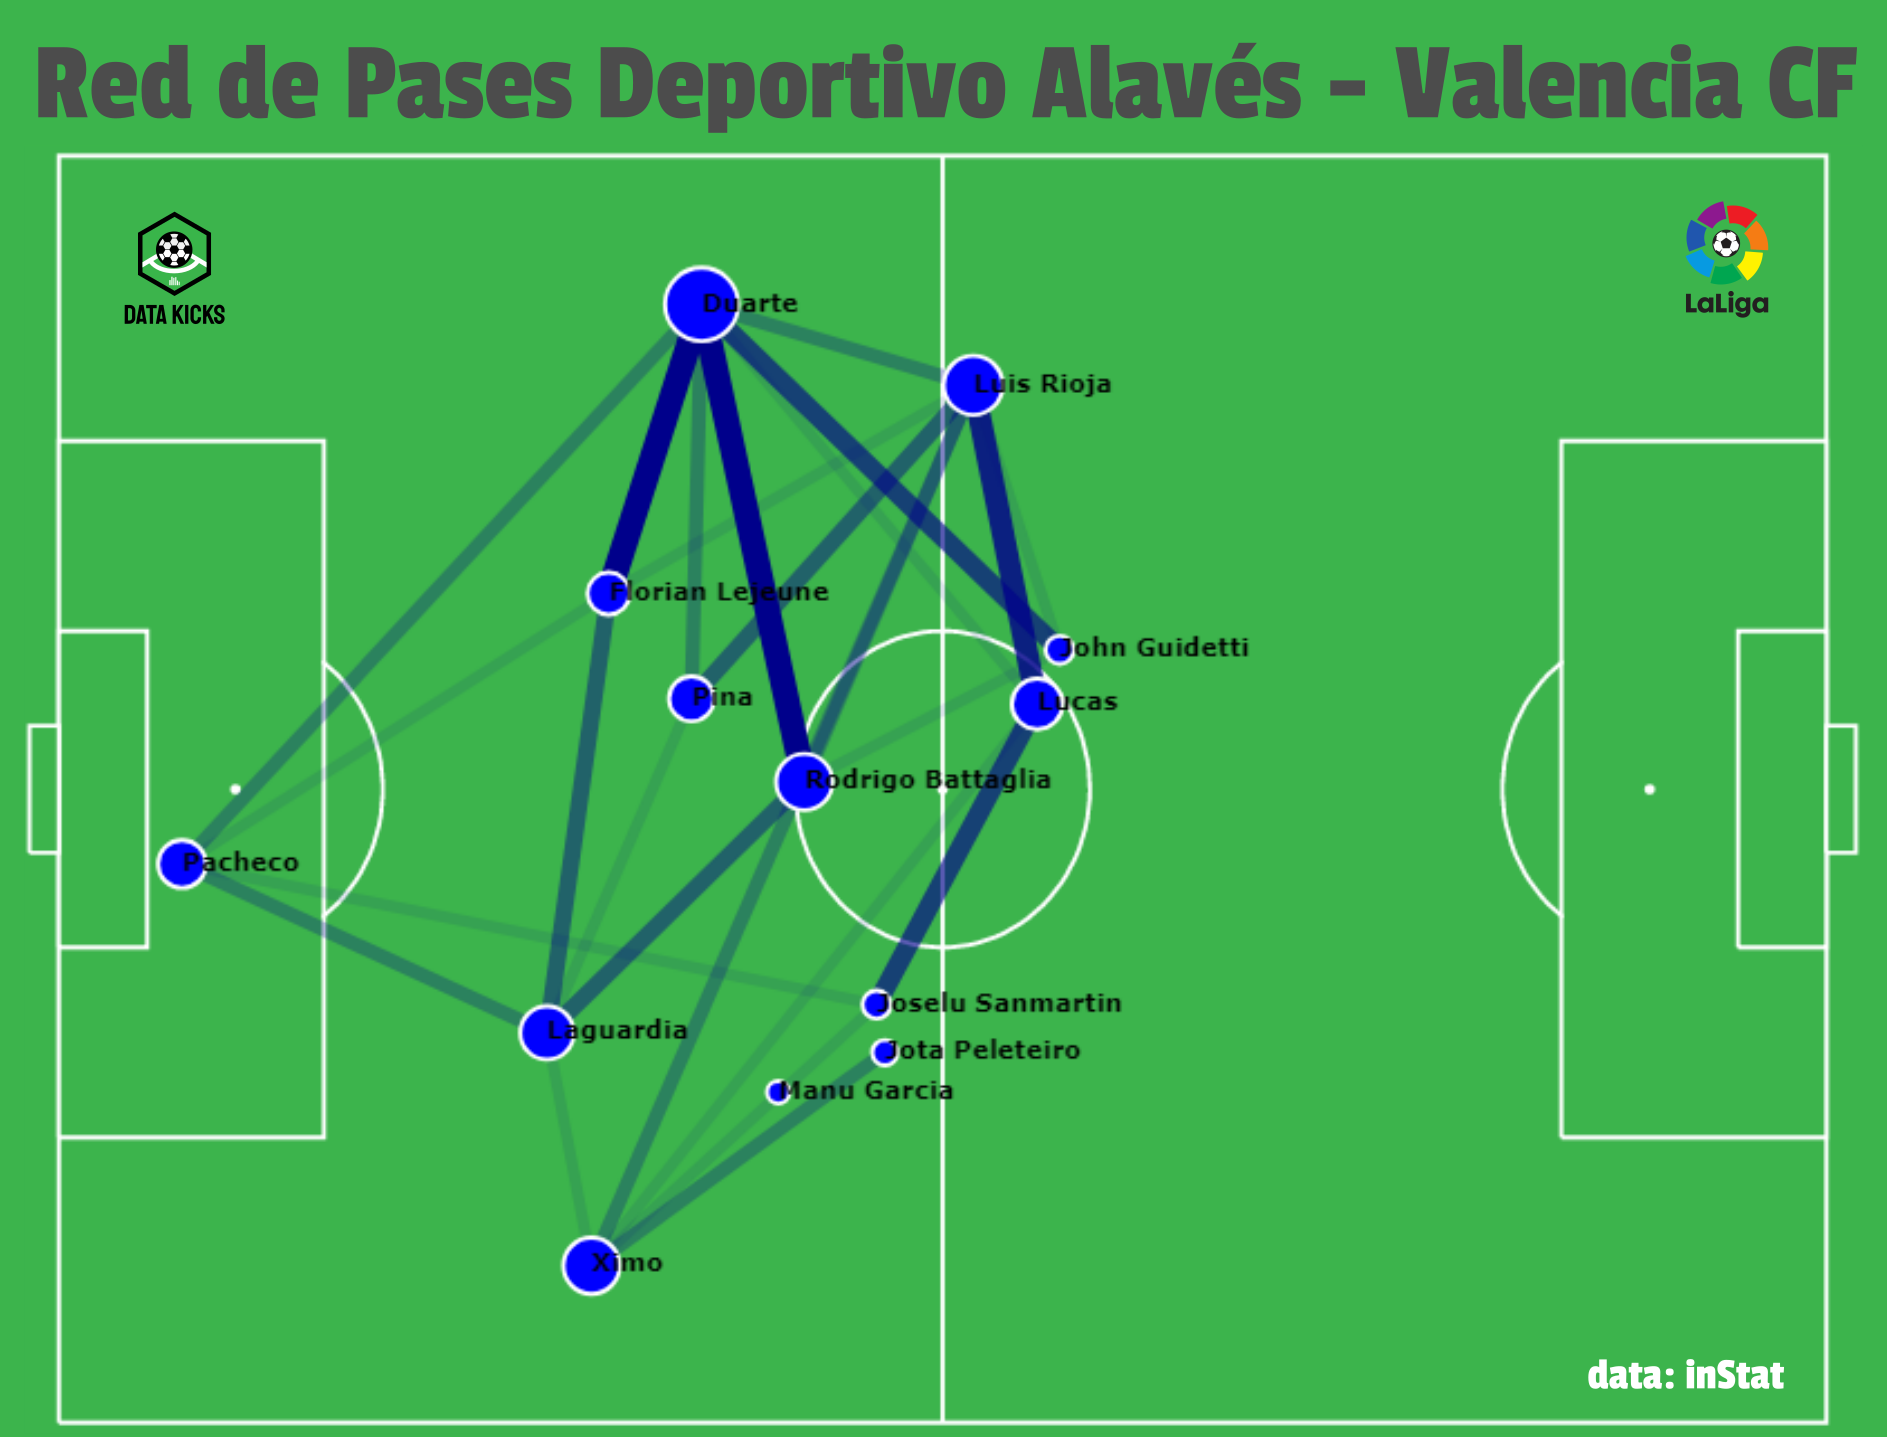 Red de Pases Deportivo Alavés - Valencia CF
DATA KICKS
LaLiga
Duarte
Luis Rioja
Florian Lejeune
John Guidetti
Pina
Lucas
Rodrigo Battaglia
Pacheco
Joselu Sanmartin
Laguardia
Jota Peleteiro
Manu Garcia
Ximo
data: inStat